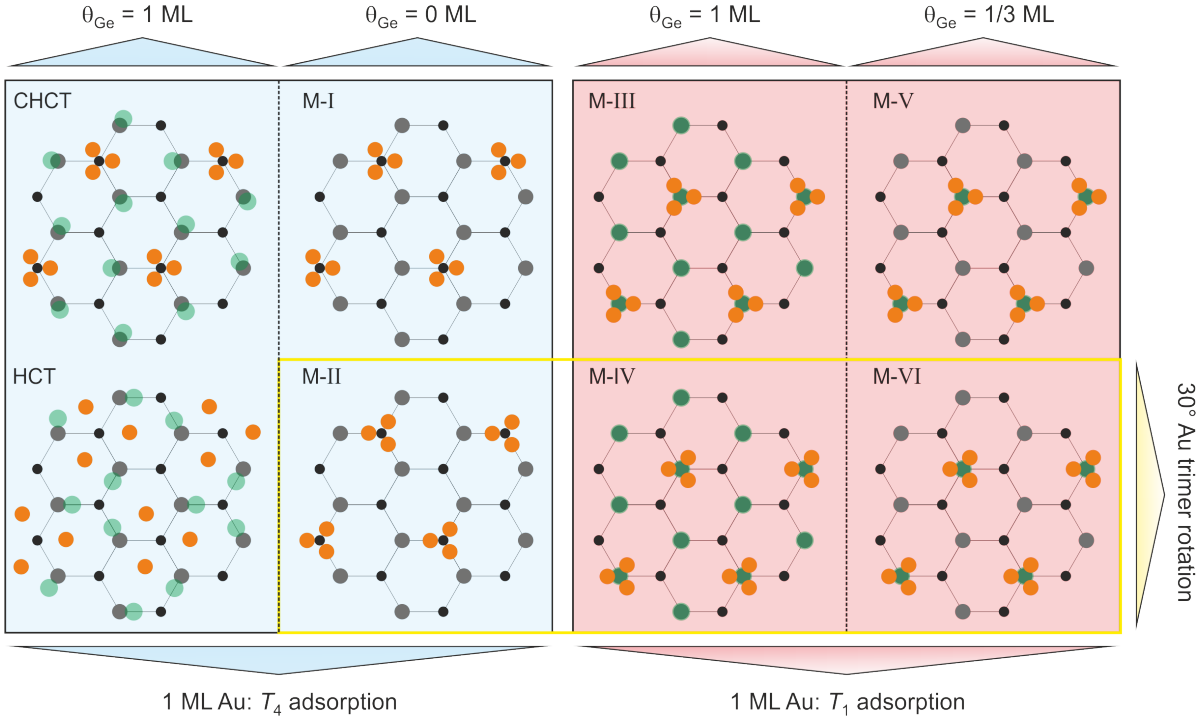 θGe = 1 ML
θGe = 0 ML
θGe = 1 ML
θGe = 1/3 ML
CHCT
M-I
M-III
M-V
HCT
M-II
M-IV
M-VI
30° Au trimer rotation
1 ML Au: T4 adsorption
1 ML Au: T1 adsorption